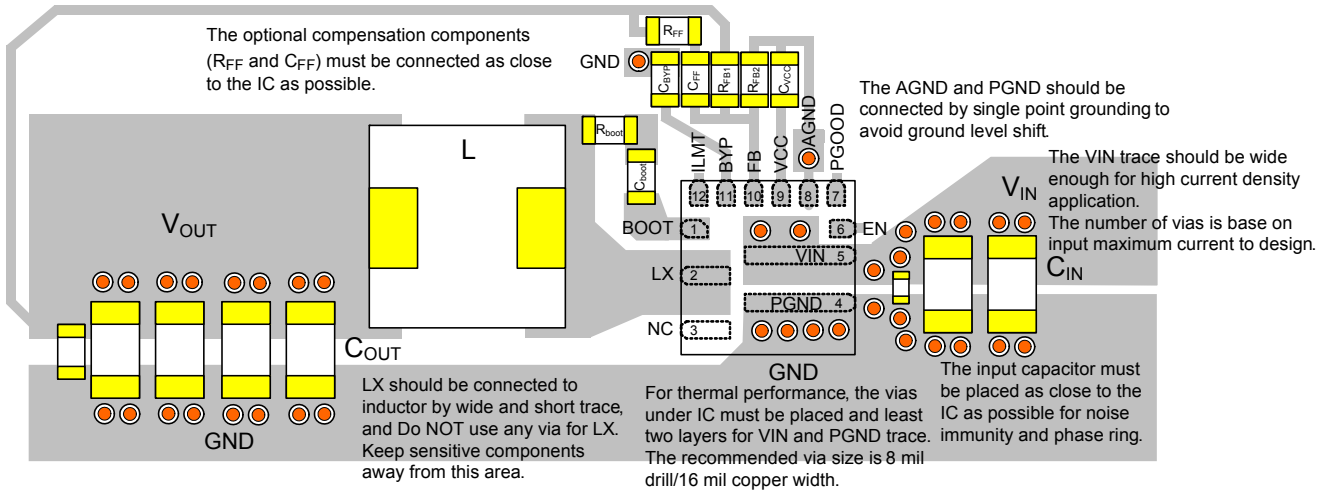 The optional compensation components
(RFF and CFF) must be connected as close
to the IC as possible.
RFF
GND
CBYP
CFF
RFB1
RFB2
CVCC
The AGND and PGND should be
connected by single point grounding to
avoid ground level shift.
Rboot
Cboot
L
ILMT
BYP
FB
VCC
AGND
PGOOD
12
11
10
9
8
7
The VIN trace should be wide
enough for high current density
application.
The number of vias is base on
input maximum current to design.
VIN
VOUT
BOOT
1
6
EN
VIN
5
LX
2
CIN
PGND
4
NC
3
COUT
GND
GND
LX should be connected to
inductor by wide and short trace,
and Do NOT use any via for LX.
Keep sensitive components
away from this area.
For thermal performance, the vias
under IC must be placed and least
two layers for VIN and PGND trace.
The recommended via size is 8 mil
drill/16 mil copper width.
The input capacitor must
be placed as close to the
IC as possible for noise
immunity and phase ring.